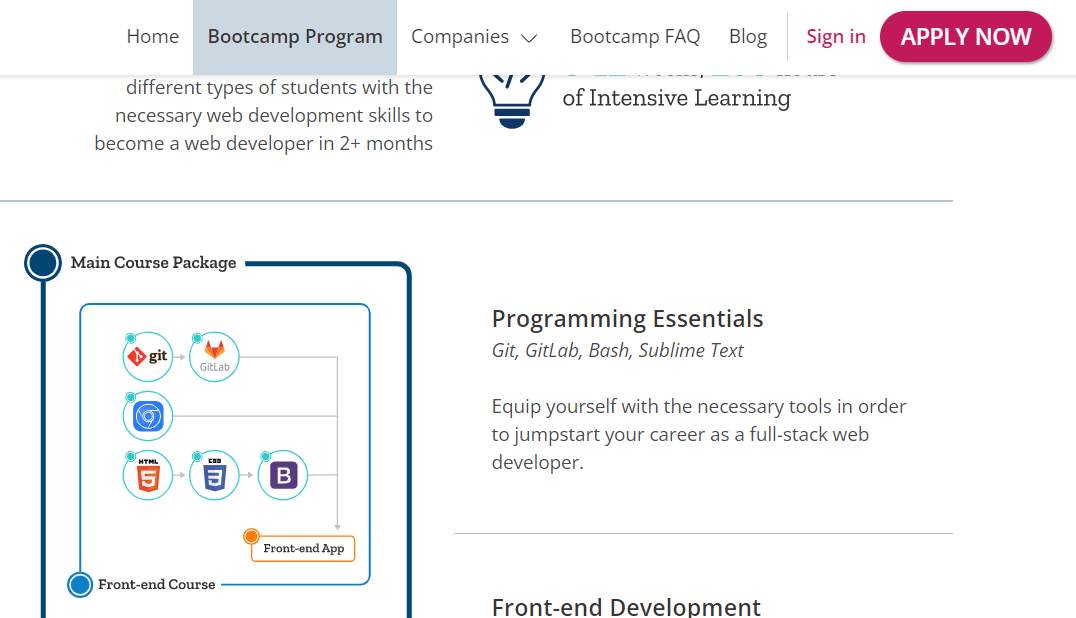 Home
Bootcamp Program
Companies
Bootcamp FAQ
Blog
Sign in
APPLY NOW
different types of students with the
necessary web development skills to
become a web developer in 2+ months
of Intensive Learning
Main Course Package
git
GitLab
HTML
5
CSS
3
B
Front-end App
Front-end Course
Programming Essentials
Git, GitLab, Bash, Sublime Text
Equip yourself with the necessary tools in order
to jumpstart your career as a full-stack web
developer.
Front-end Development